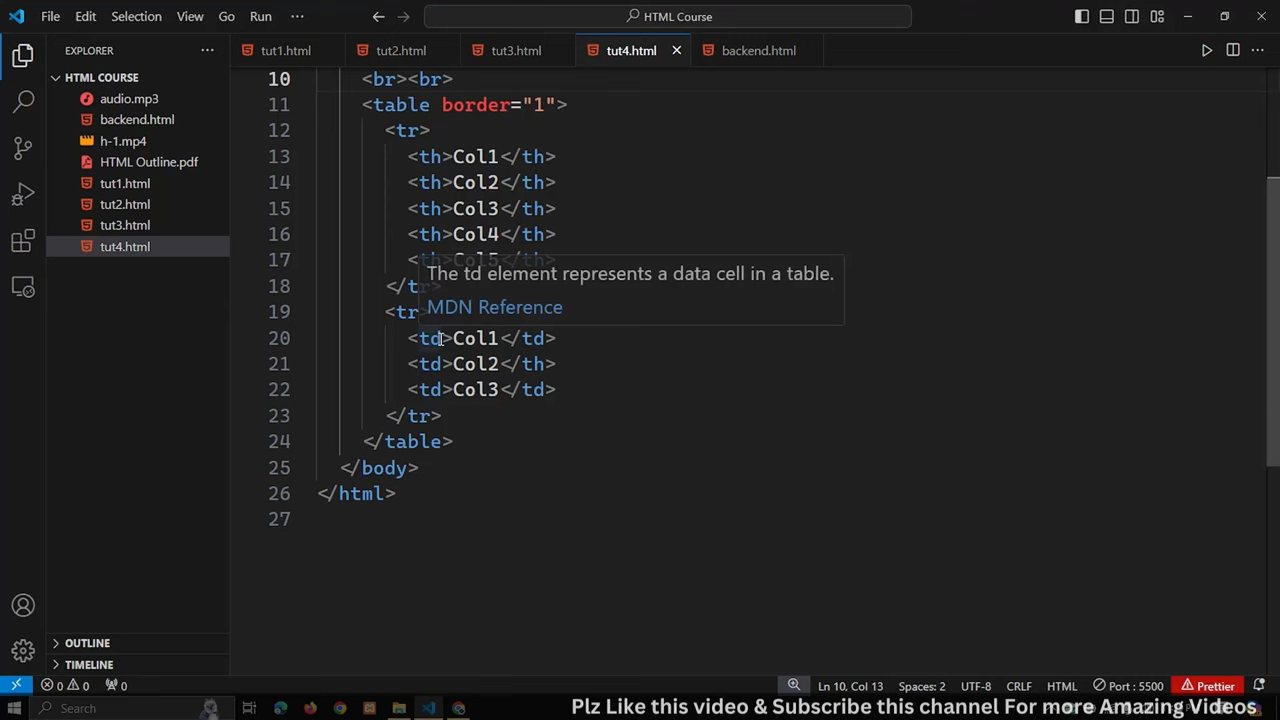 File Edit Selection View Go Run ··· HTML Course
EXPLORER ··· tut1.html tut2.html tut3.html tut4.html backend.html
HTML COURSE
audio.mp3
backend.html
h-1.mp4
HTML Outline.pdf
tut1.html
tut2.html
tut3.html
tut4.html
OUTLINE
TIMELINE
10 <br><br>
11 <table border="1">
12 <tr>
13 <th>Col1</th>
14 <th>Col2</th>
15 <th>Col3</th>
16 <th>Col4</th>
17 <th>Col5</th>
The td element represents a data cell in a table.
18 </tr>
MDN Reference
19 <tr>
20 <td>Col1</td>
21 <td>Col2</th>
22 <td>Col3</td>
23 </tr>
24 </table>
25 </body>
26 </html>
27
0 0 0 Ln 10, Col 13 Spaces: 2 UTF-8 CRLF HTML Port : 5500 Prettier
Search Plz Like this video & Subscribe this channel For more Amazing Videos